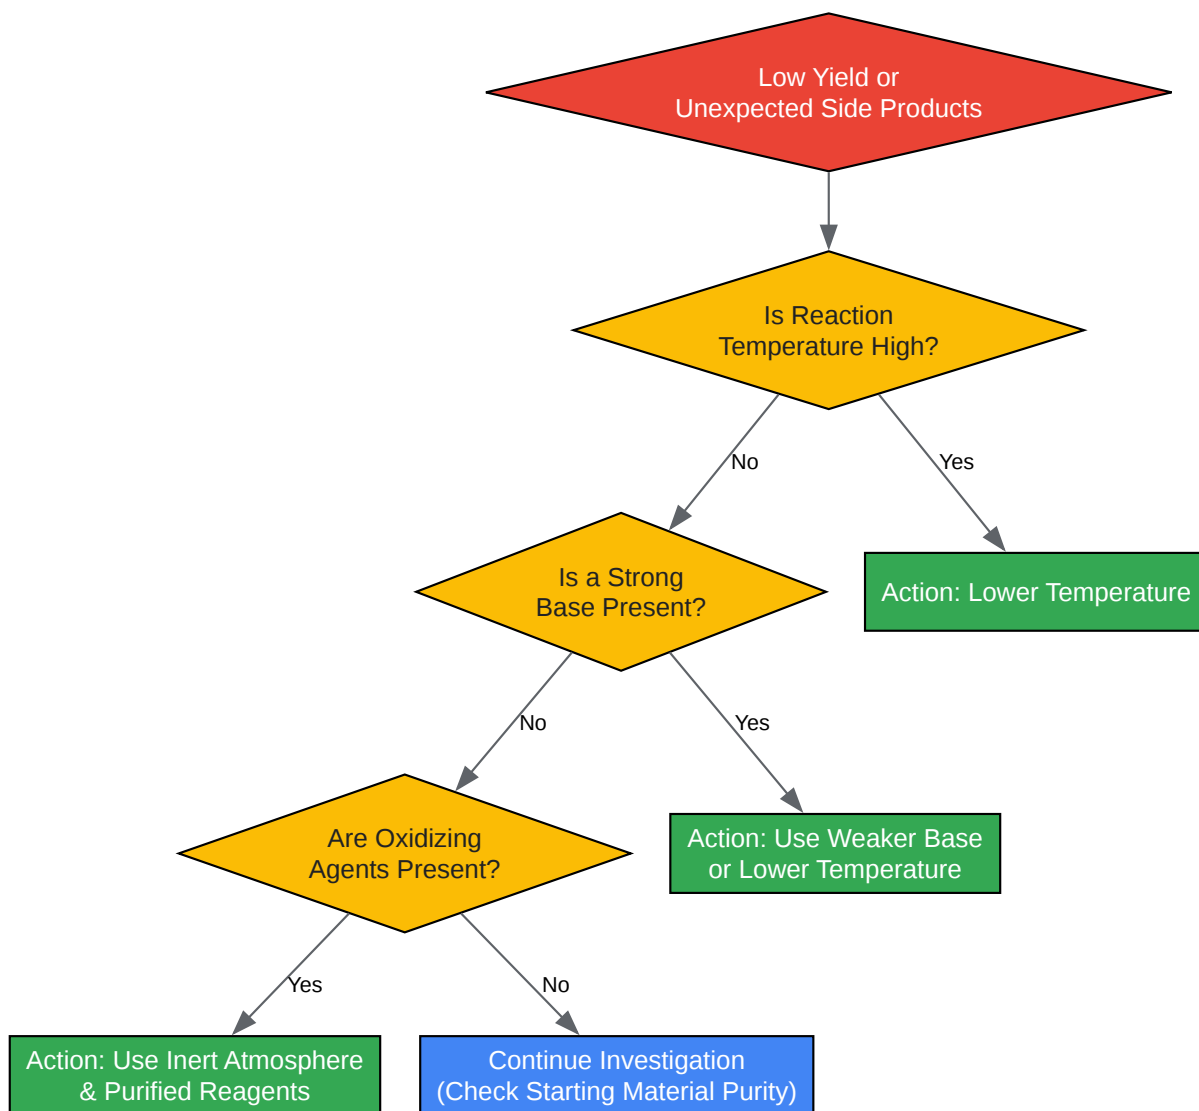 Low Yield or
Unexpected Side Products
Is Reaction
Temperature High?
No
Yes
Is a Strong
Base Present?
Action: Lower Temperature
No
Yes
Are Oxidizing
Agents Present?
Action: Use Weaker Base
or Lower Temperature
Yes
No
Action: Use Inert Atmosphere
& Purified Reagents
Continue Investigation
(Check Starting Material Purity)